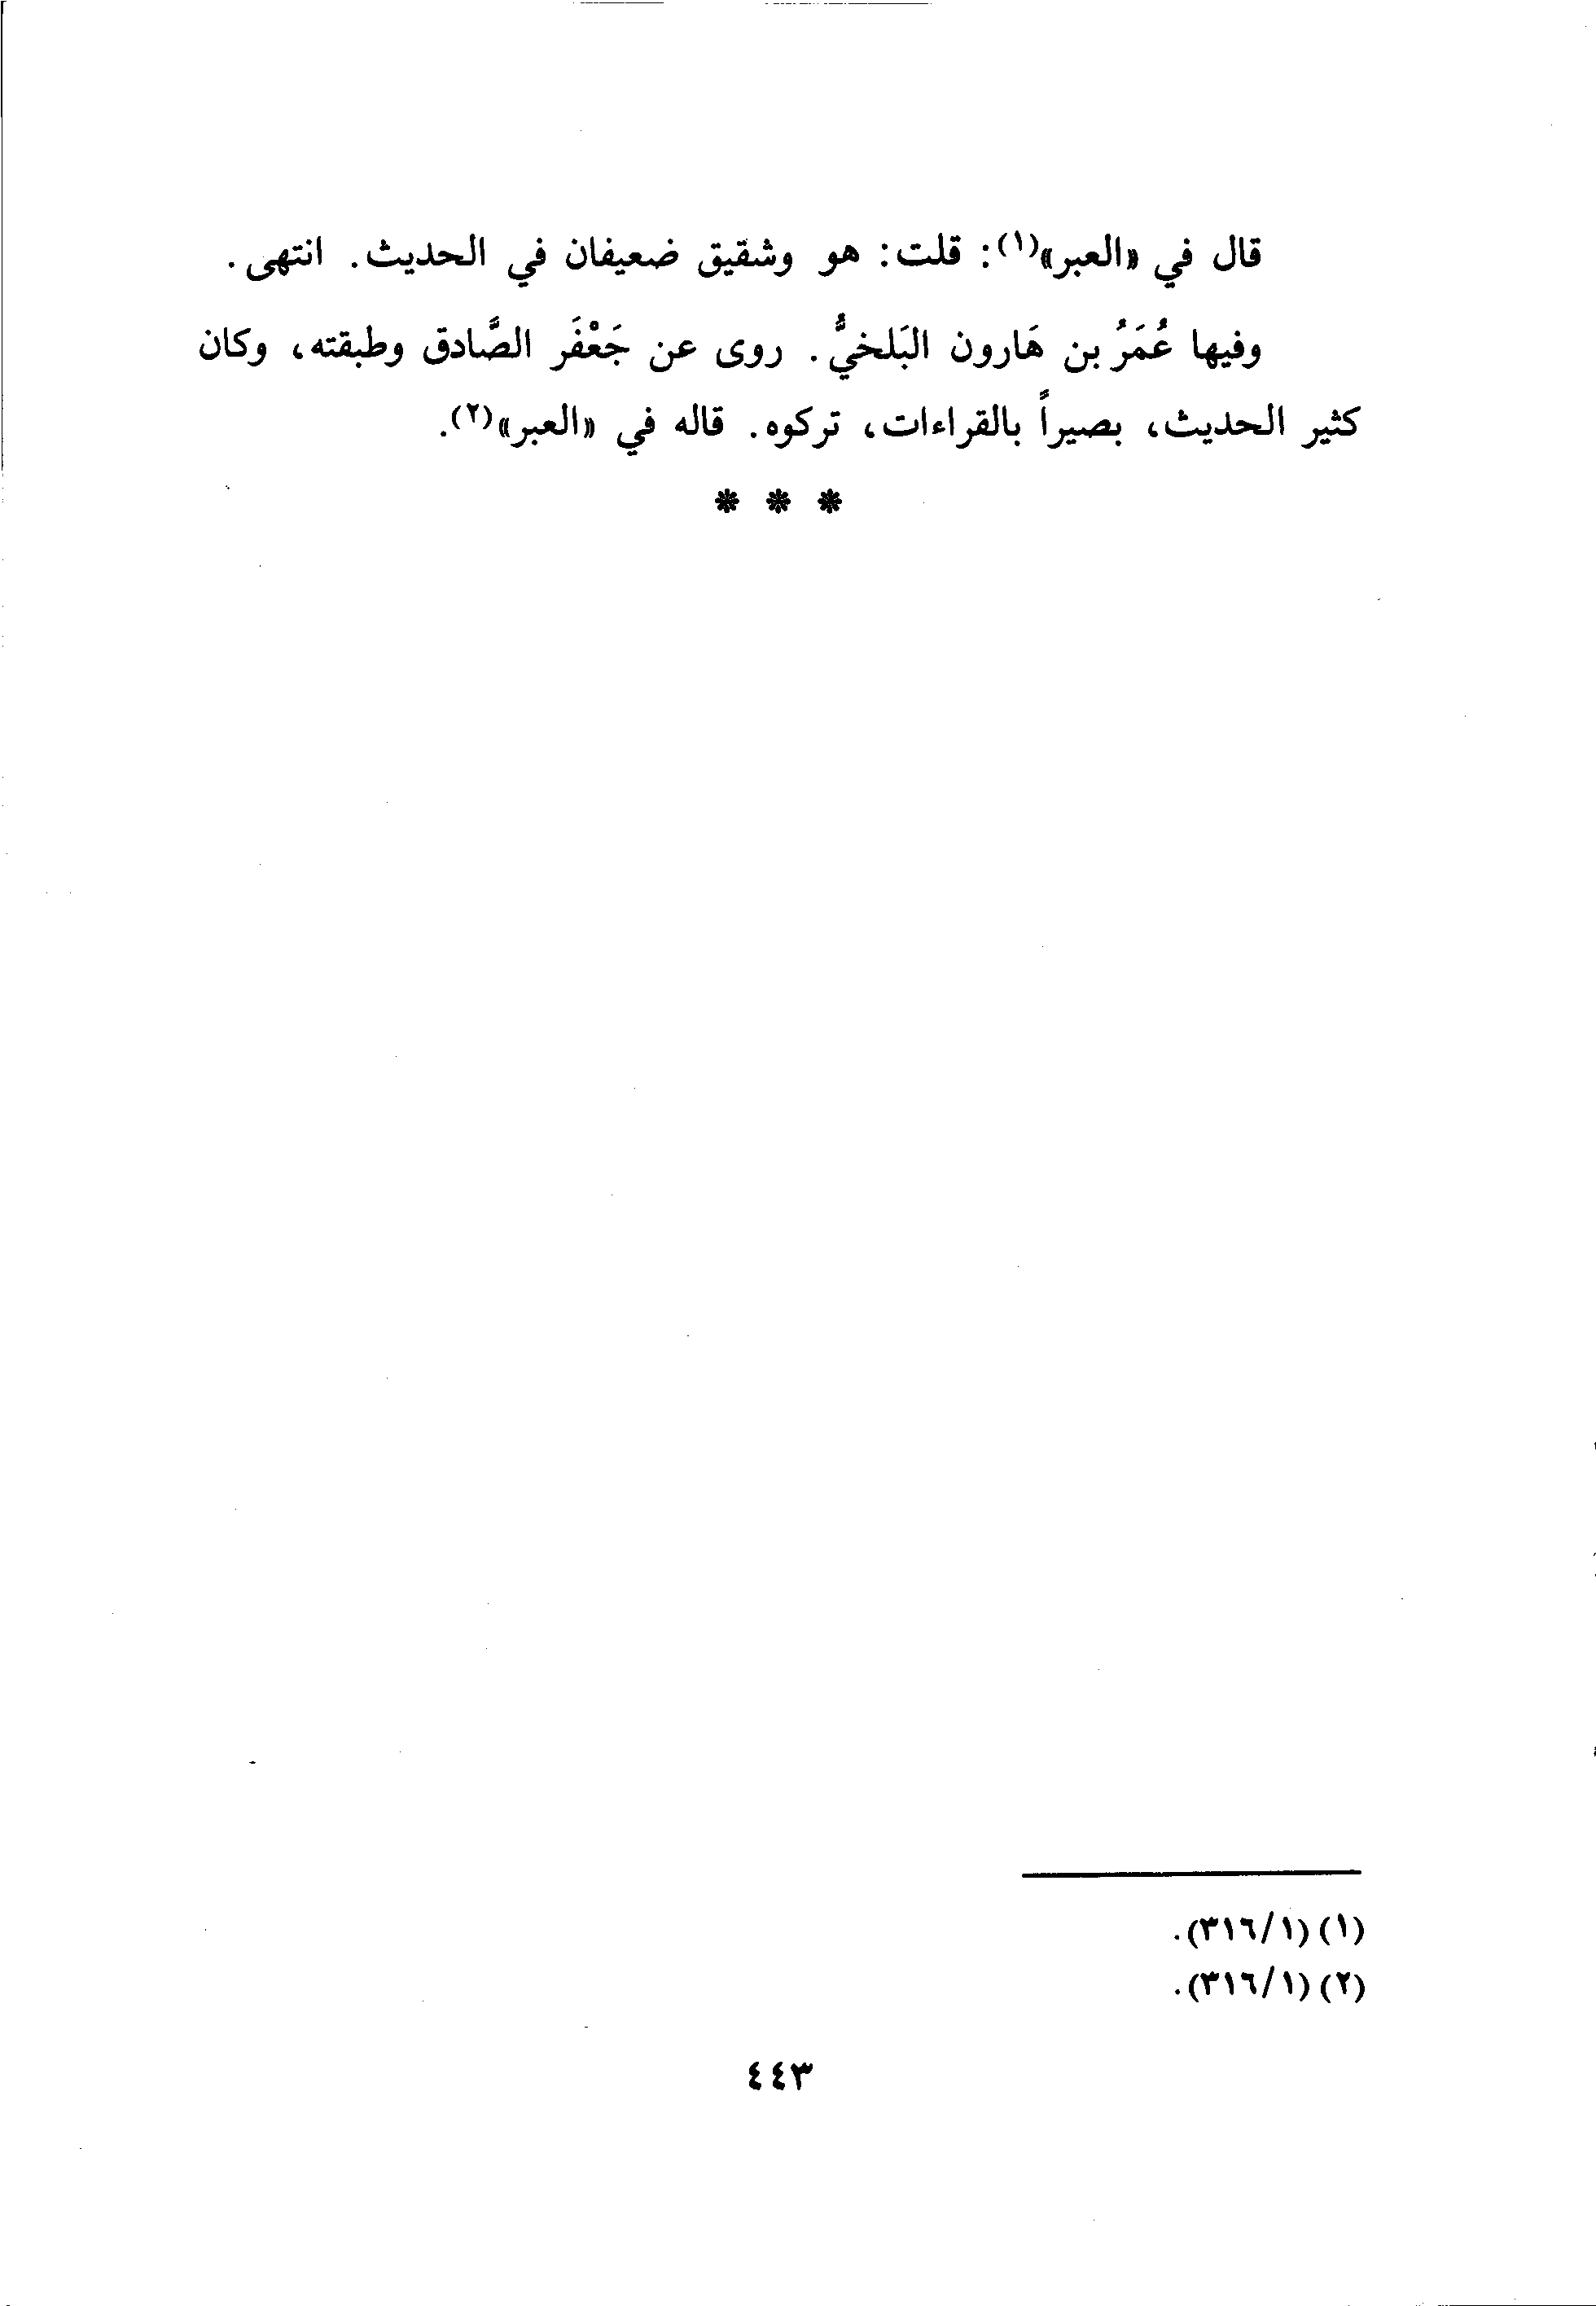 قال في «العبر»(١): قلت: هو وشقيق ضعيفان في الحديث. انتهى.
وفيها عُمَرُ بن هَارون البَلخيُّ. روى عن جَعْفَر الصَّادق وطبقته، وكان
كثير الحديث، بصيراً بالقراءات، تركوه. قاله في «العبر»(٢).
* * *
(١) (٣١٦/١).
(٢) (٣١٦/١).
٤٤٣